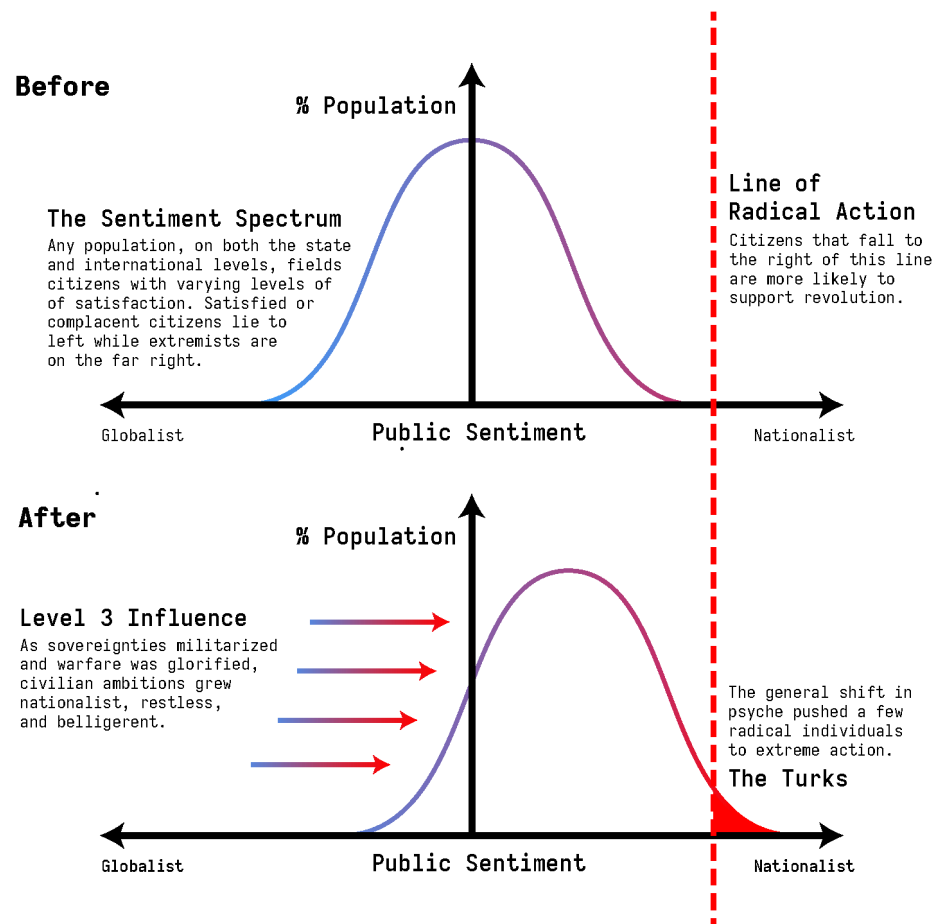 Before
% Population
The Sentiment Spectrum
Any population, on both the state
and international levels, fields
citizens with varying levels of
of satisfaction. Satisfied or
complacent citizens lie to
left while extremists are
on the far right.
Line of
Radical Action
Citizens that fall to
the right of this line
are more likely to
support revolution.
Globalist
Public Sentiment
Nationalist
After
% Population
Level 3 Influence
As sovereignties militarized
and warfare was glorified,
civilian ambitions grew
nationalist, restless,
and belligerent.
The general shift in
psyche pushed a few
radical individuals
to extreme action.
The Turks
Globalist
Public Sentiment
Nationalist